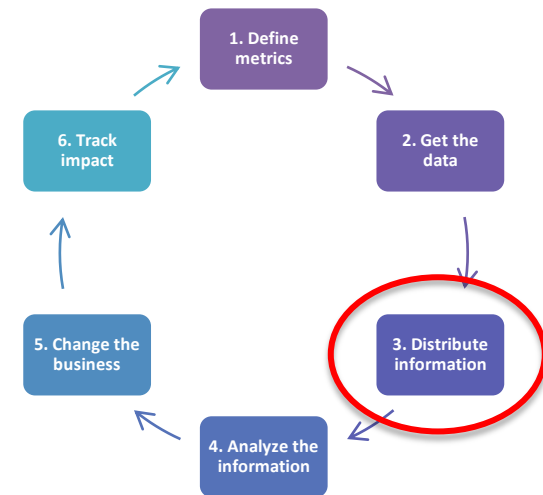 1. Define
metrics
2. Get the
data
3. Distribute
information
4. Analyze the
information
5. Change the
business
6. Track
impact